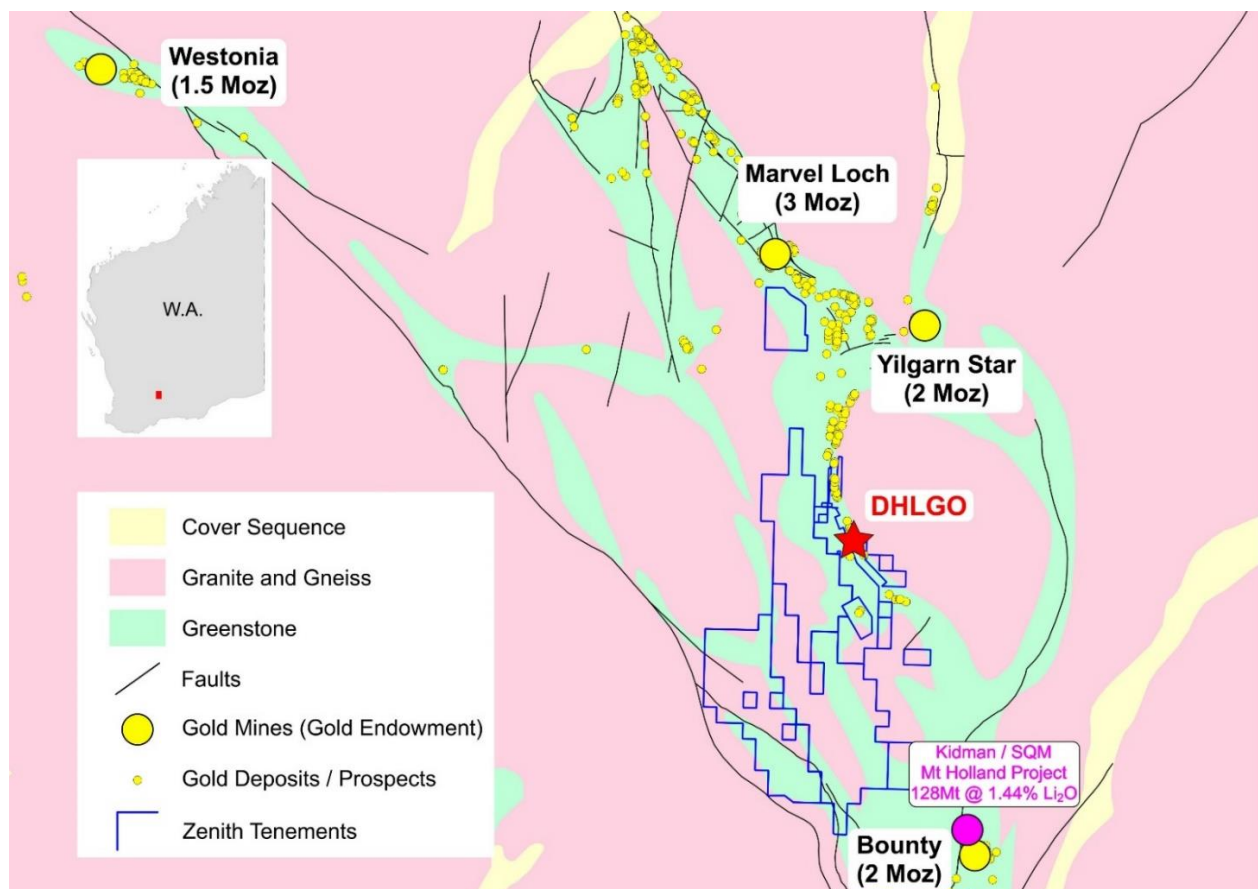 Westonia
(1.5 Moz)
Marvel Loch
(3 Moz)
W.A.
Yilgarn Star
(2 Moz)
DHLGO
Cover Sequence
Granite and Gneiss
Greenstone
Faults
Gold Mines (Gold Endowment)
Gold Deposits / Prospects
Zenith Tenements
Kidman / SQM
Mt Holland Project
128Mt @ 1.44% Li₂O
Bounty
(2 Moz)